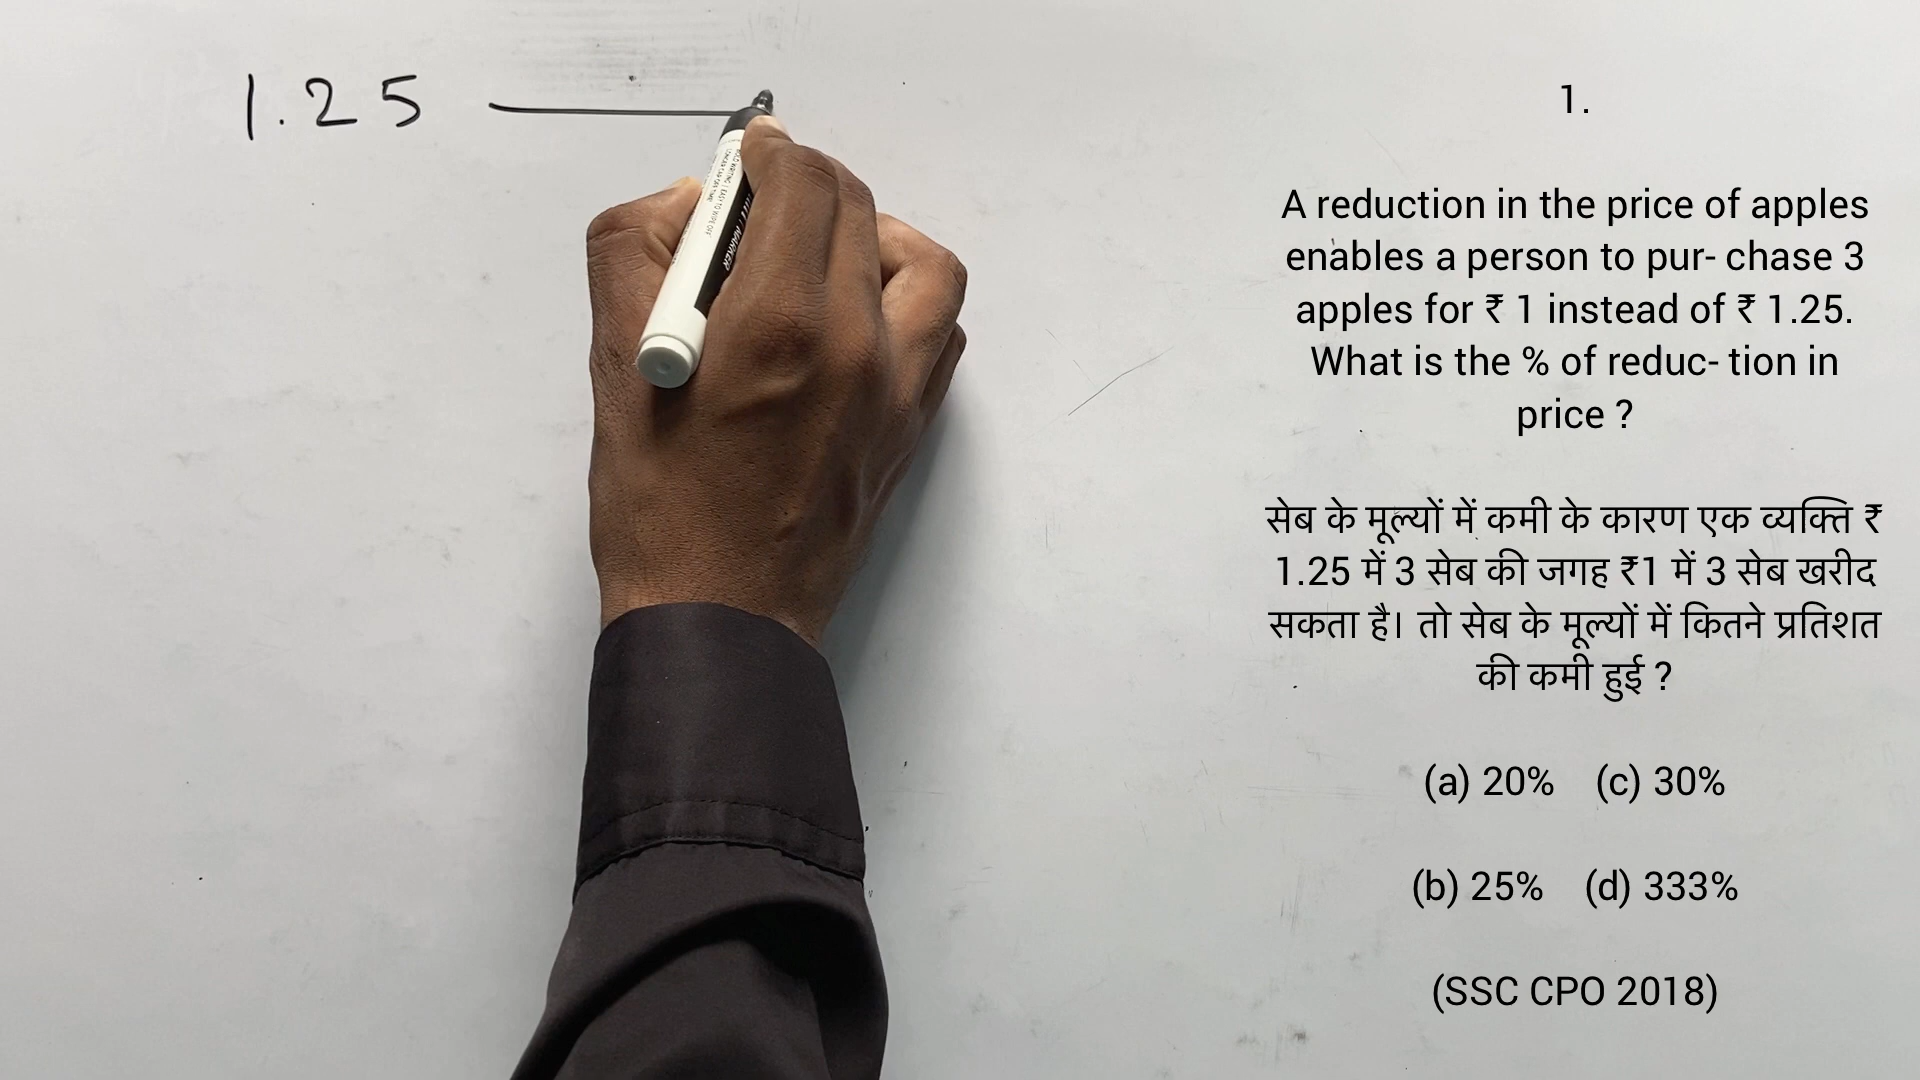 1.25
1.
A reduction in the price of apples
enables a person to pur- chase 3
apples for ₹ 1 instead of ₹ 1.25.
What is the % of reduc- tion in
price ?
सेब के मूल्यों में कमी के कारण एक व्यक्ति ₹
1.25 में 3 सेब की जगह ₹1 में 3 सेब खरीद
सकता है। तो सेब के मूल्यों में कितने प्रतिशत
की कमी हुई ?
(a) 20% (c) 30%
(b) 25% (d) 333%
(SSC CPO 2018)